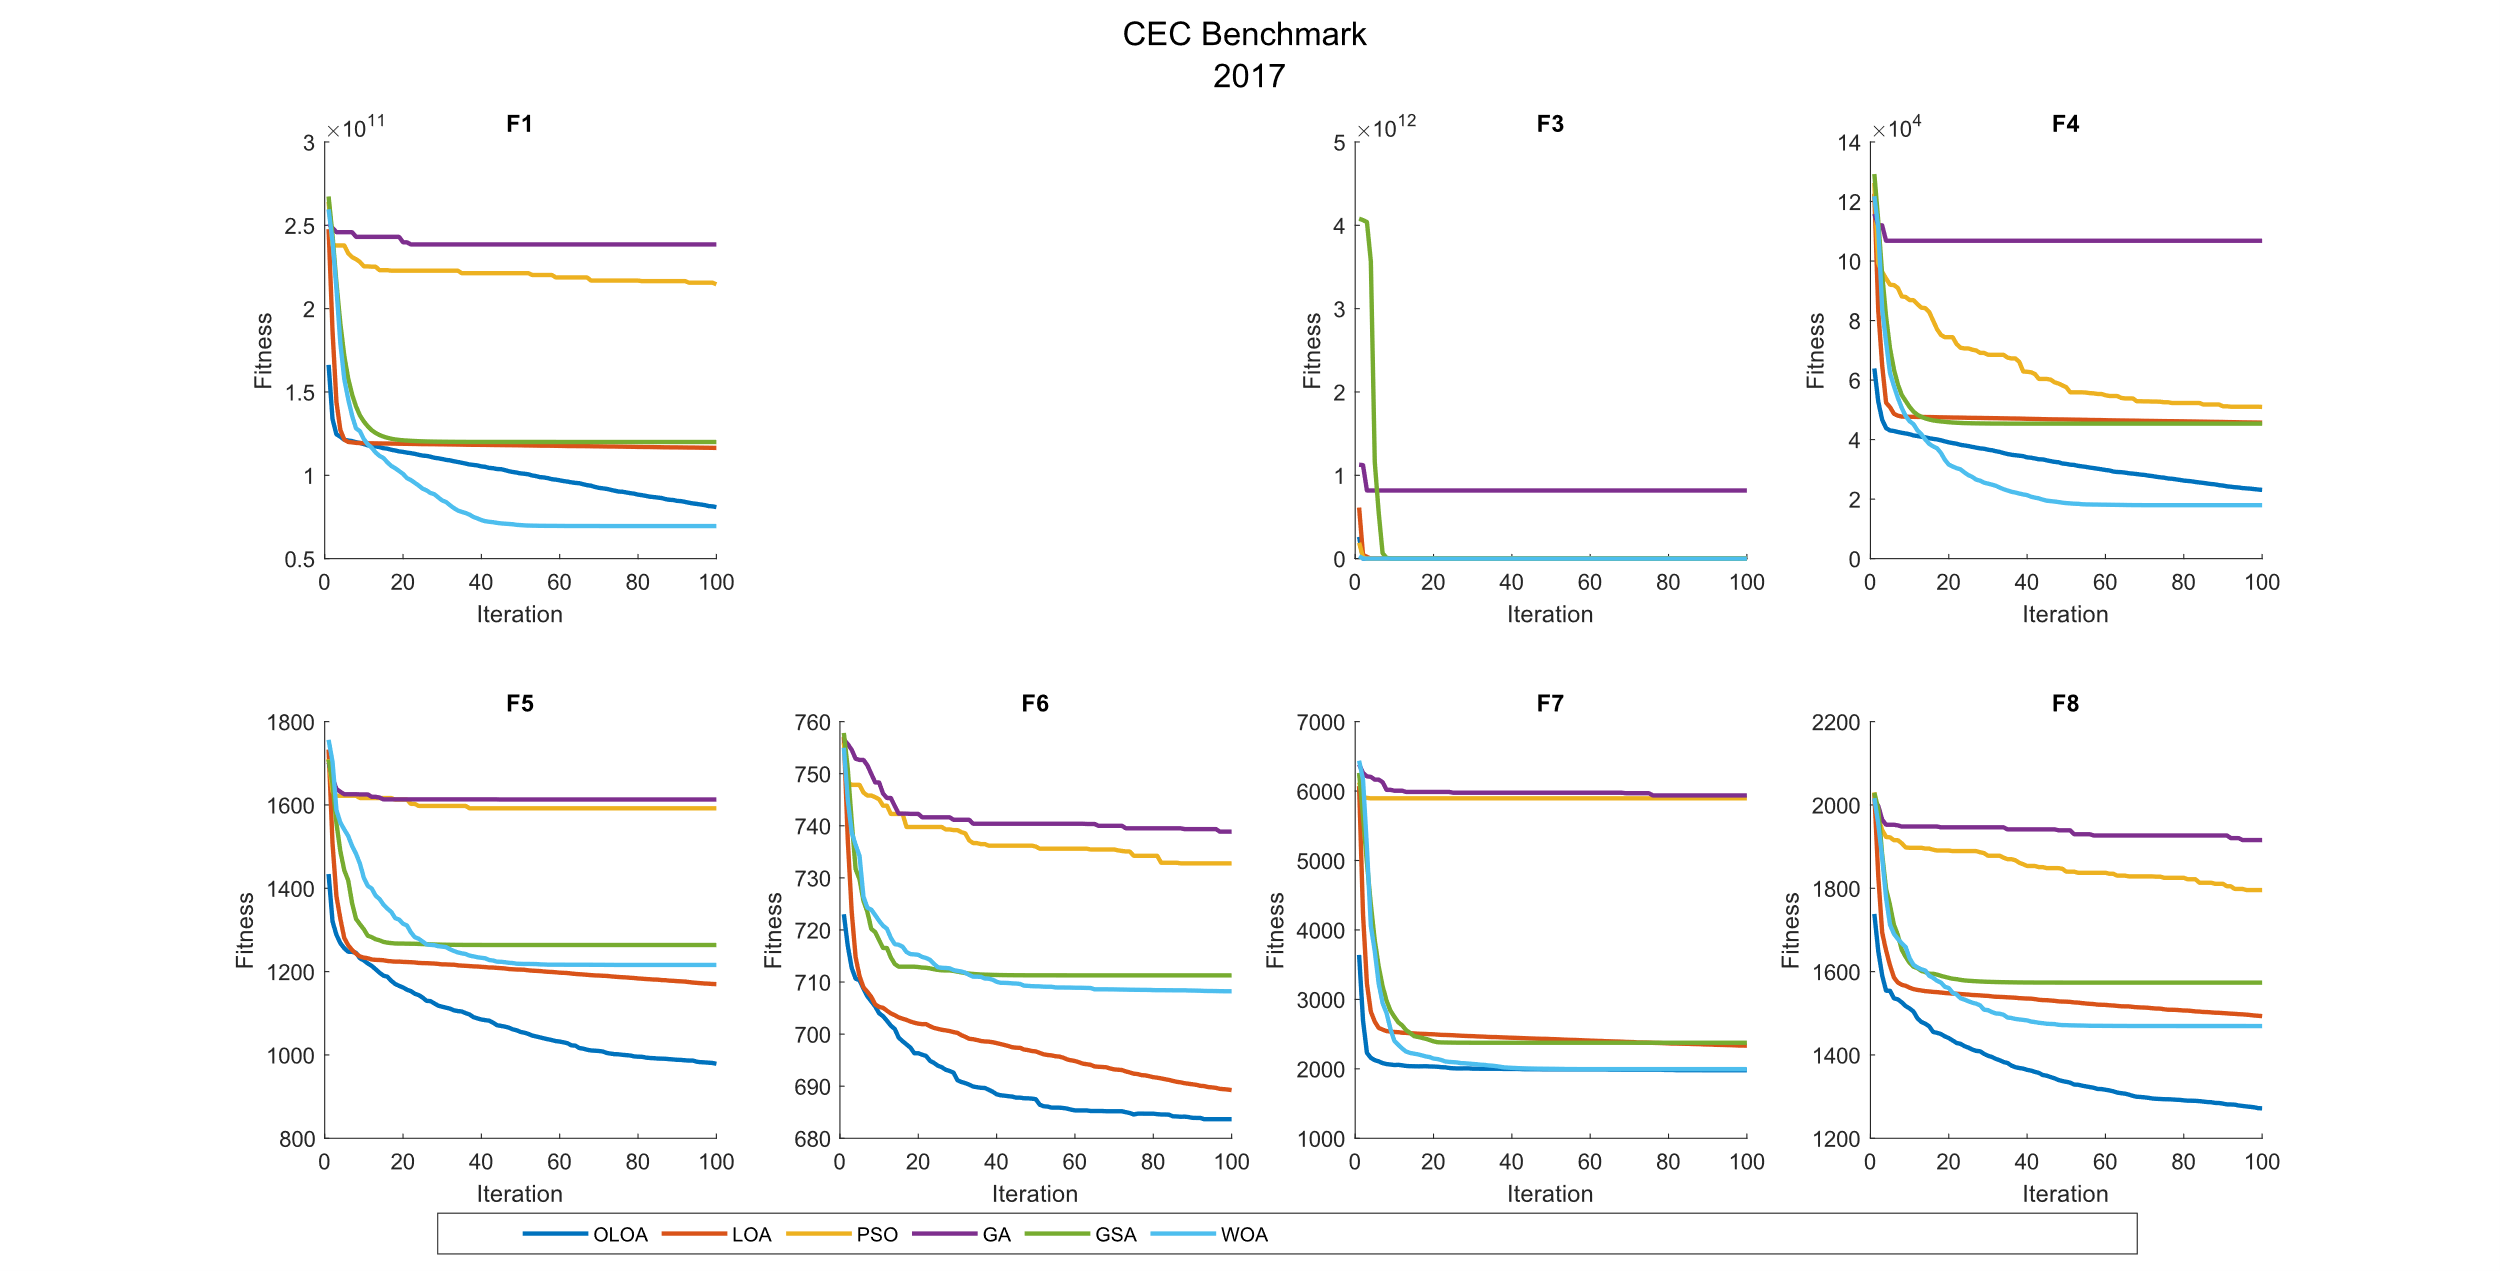 CEC Benchmark
2017
F1
×10^11
3
2.5
2
1.5
1
0.5
Fitness
0 20 40 60 80 100
Iteration
F3
×10^12
5
4
3
2
1
0
Fitness
0 20 40 60 80 100
Iteration
F4
×10^4
14
12
10
8
6
4
2
0
Fitness
0 20 40 60 80 100
Iteration
F5
1800
1600
1400
1200
1000
800
Fitness
0 20 40 60 80 100
Iteration
F6
760
750
740
730
720
710
700
690
680
Fitness
0 20 40 60 80 100
Iteration
F7
7000
6000
5000
4000
3000
2000
1000
Fitness
0 20 40 60 80 100
Iteration
F8
2200
2000
1800
1600
1400
1200
Fitness
0 20 40 60 80 100
Iteration
OLOA LOA PSO GA GSA WOA